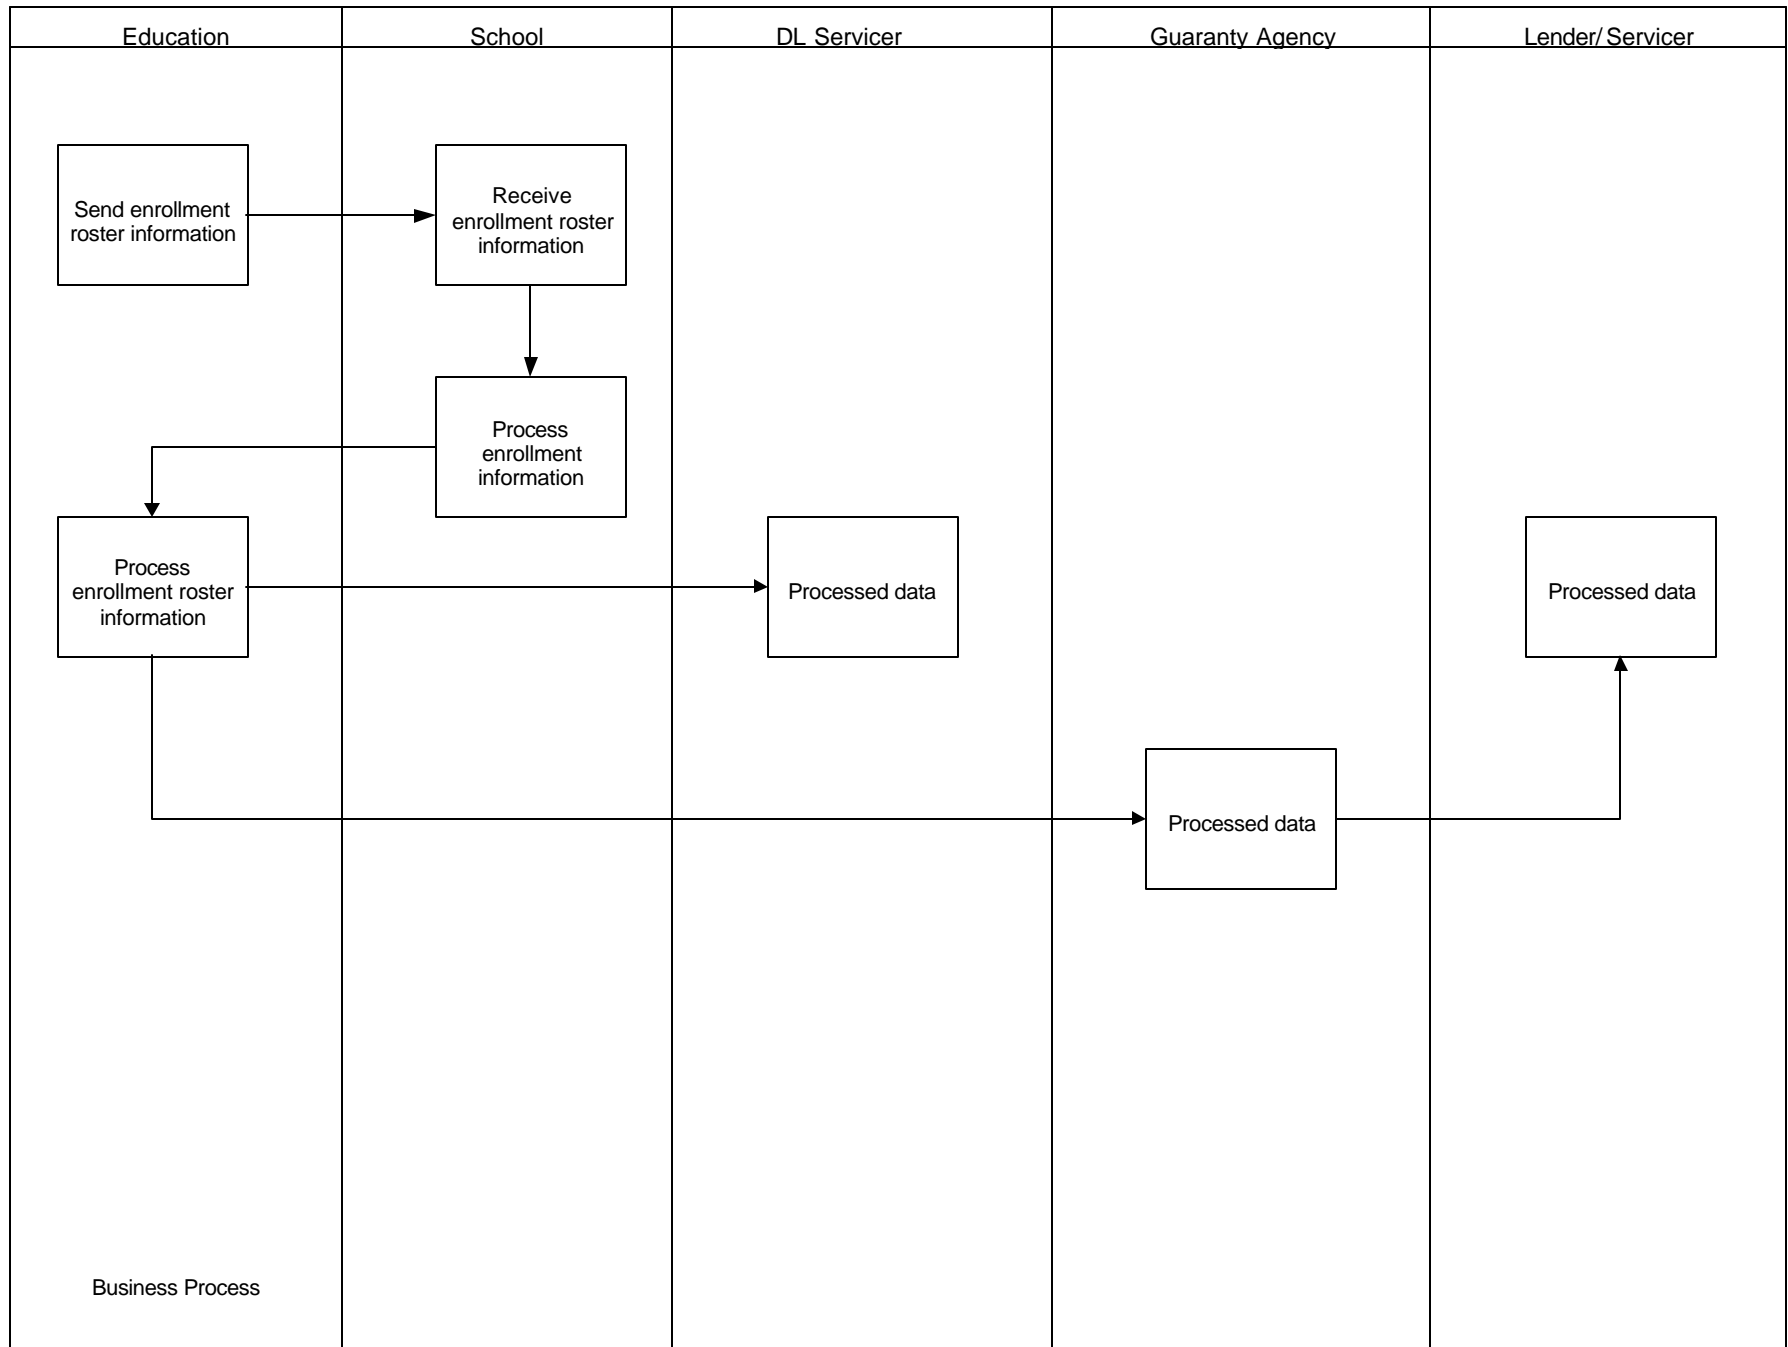 Education
School
DL Servicer
Guaranty Agency
Lender/ Servicer
Send enrollment
roster information
Receive
enrollment roster
information
Process
enrollment
information
Process
enrollment roster
information
Processed data
Processed data
Processed data
Business Process